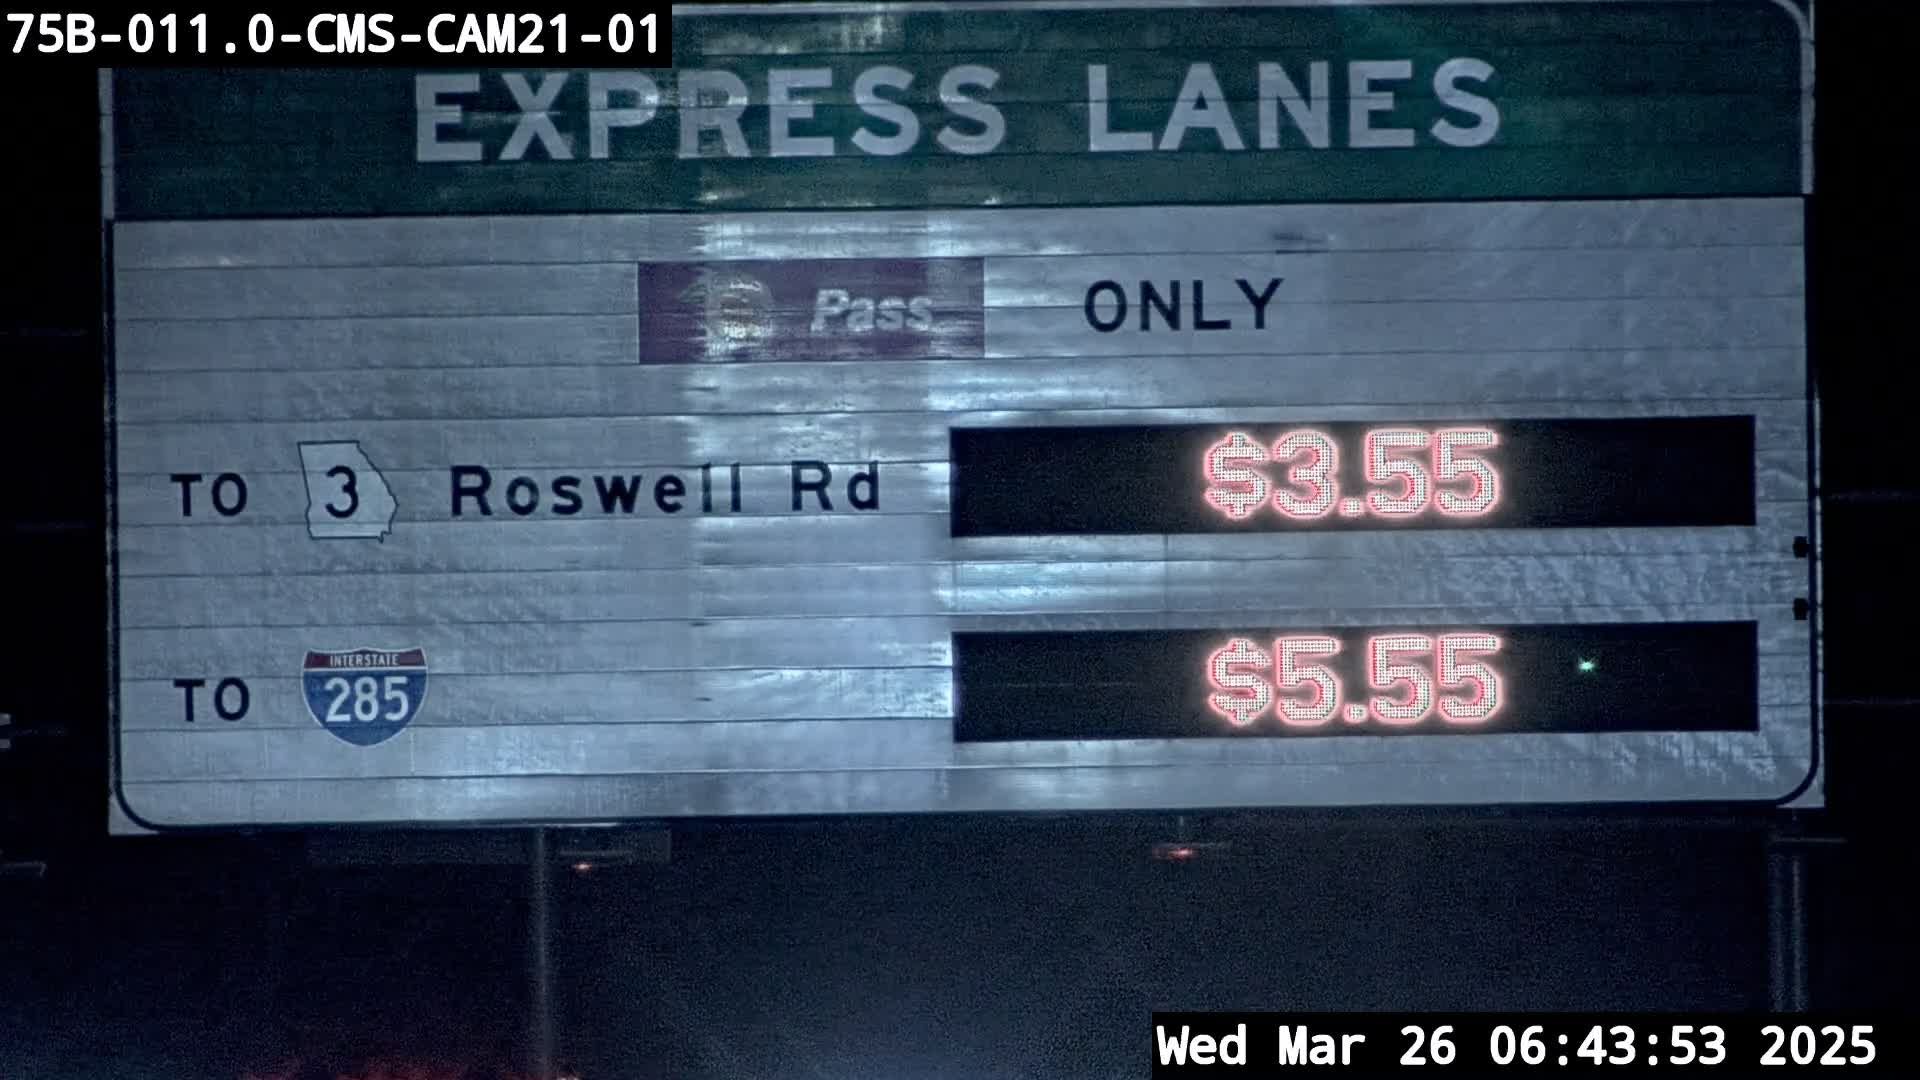 75B-011.0-CMS-CAM21-01
EXPRESS LANES
Pass ONLY
TO 3 Roswell Rd $3.55
TO INTERSTATE 285 $5.55
Wed Mar 26 06:43:53 2025